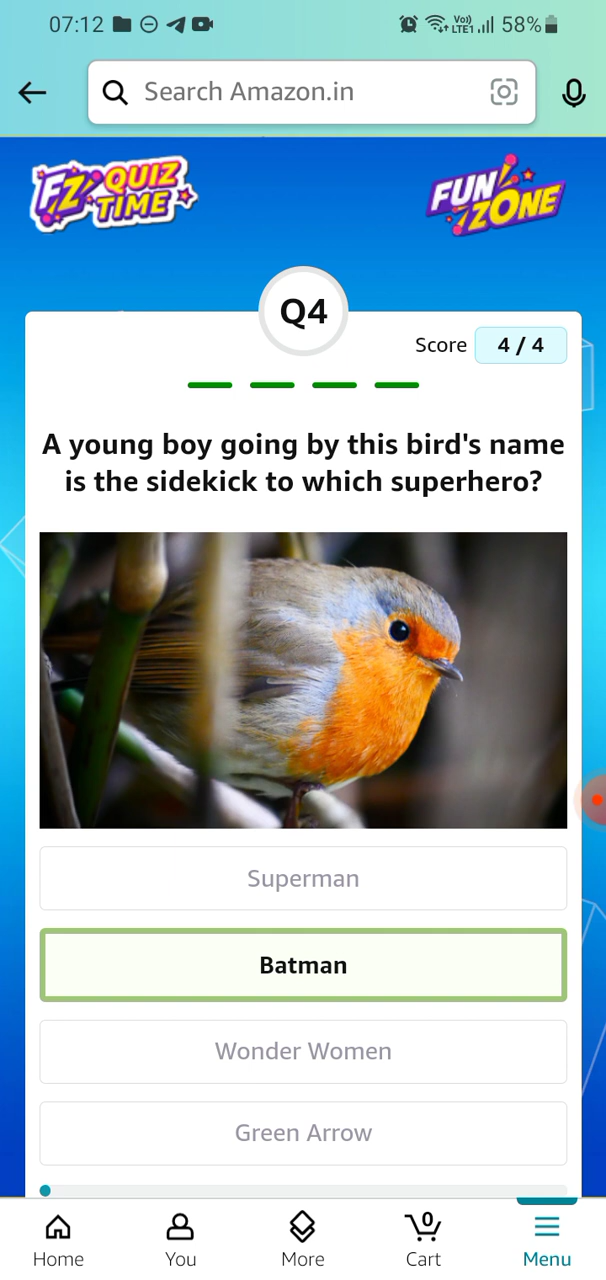 07:12
Vo)) LTE1 58%
Search Amazon.in
FZ QUIZ TIME
FUN ZONE
Q4
Score 4 / 4
A young boy going by this bird's name
is the sidekick to which superhero?
Superman
Batman
Wonder Women
Green Arrow
0
Home You More Cart Menu